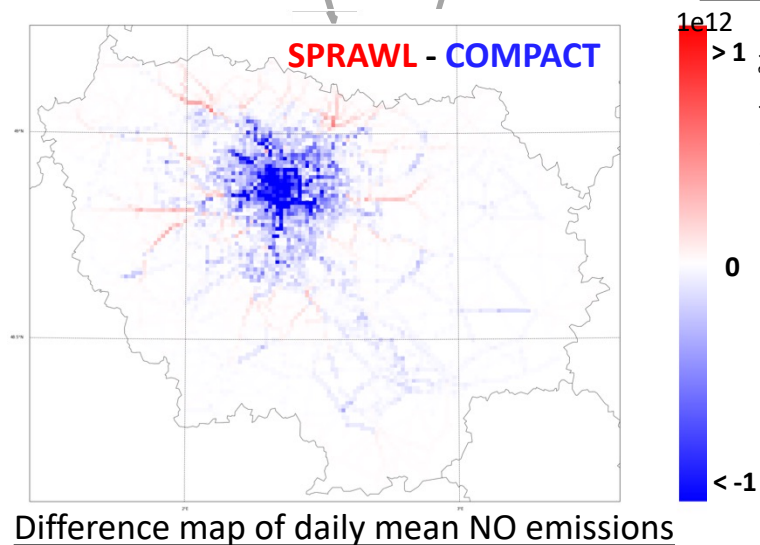 1e12
SPRAWL - COMPACT
> 1
0
< -1
Difference map of daily mean NO emissions